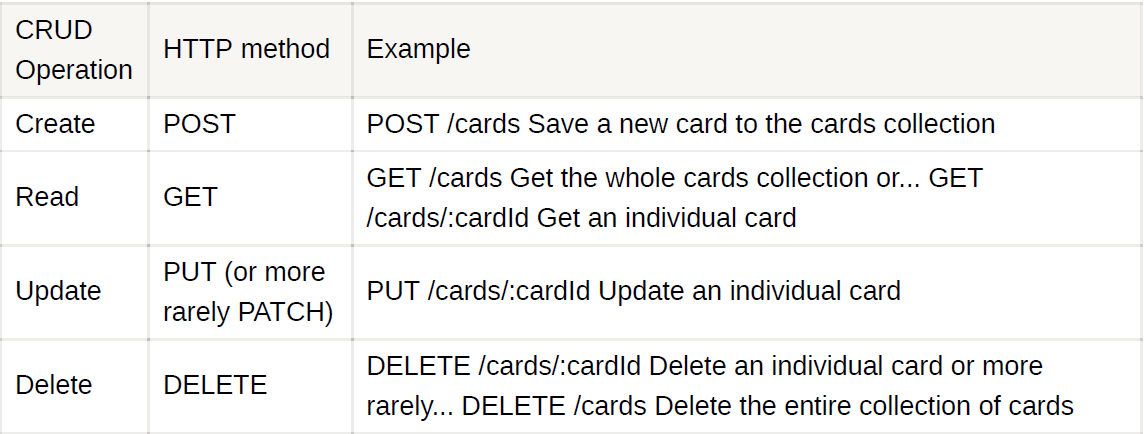 CRUD
Operation
HTTP method
Example
Create
POST
POST /cards Save a new card to the cards collection
Read
GET
GET /cards Get the whole cards collection or... GET
/cards/:cardId Get an individual card
Update
PUT (or more
rarely PATCH)
PUT /cards/:cardId Update an individual card
Delete
DELETE
DELETE /cards/:cardId Delete an individual card or more
rarely... DELETE /cards Delete the entire collection of cards